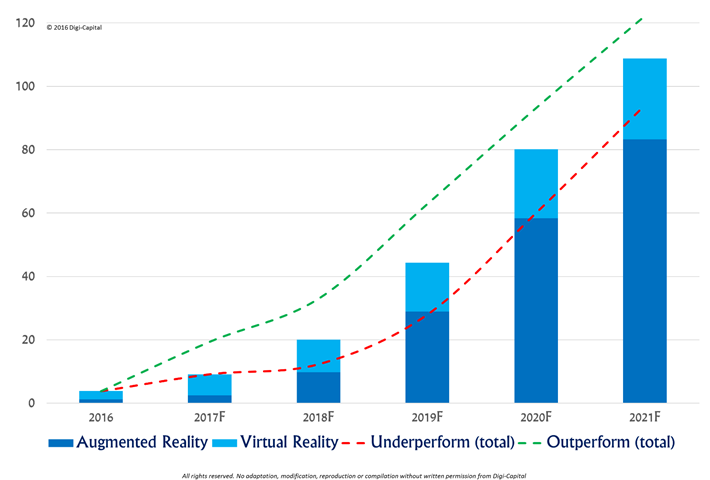 120
© 2016 Digi-Capital
100
80
60
40
20
0
2016 2017F 2018F 2019F 2020F 2021F
Augmented Reality Virtual Reality Underperform (total) Outperform (total)
All rights reserved. No adaptation, modification, reproduction or compilation without written permission from Digi-Capital